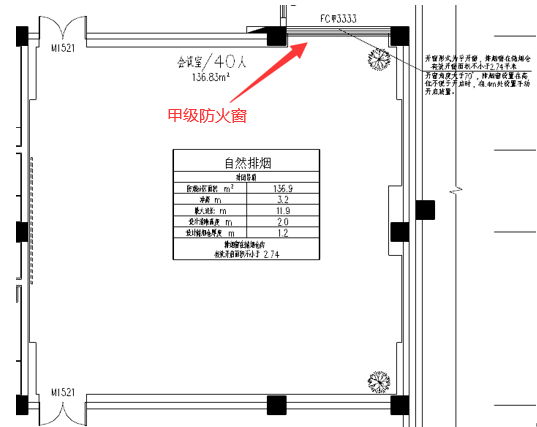 FC甲3333
M1521
会议室/40人
136.83m²
开窗形式为平开窗，排烟窗在储烟仓
有效开窗面积不小于2.74平米
开窗角度大于70°，排烟窗设置在高
位不便于开启时，在1.4m处设置手动
开启装置。
甲级防火窗
自然排烟
防烟分区面积 m² 136.9
净高 m 3.2
最大边长 m 11.9
设计清晰高度 m 2.0
设计储烟仓厚度 m 1.2
排烟窗在储烟仓内
有效开窗面积不小于 2.74
M1521